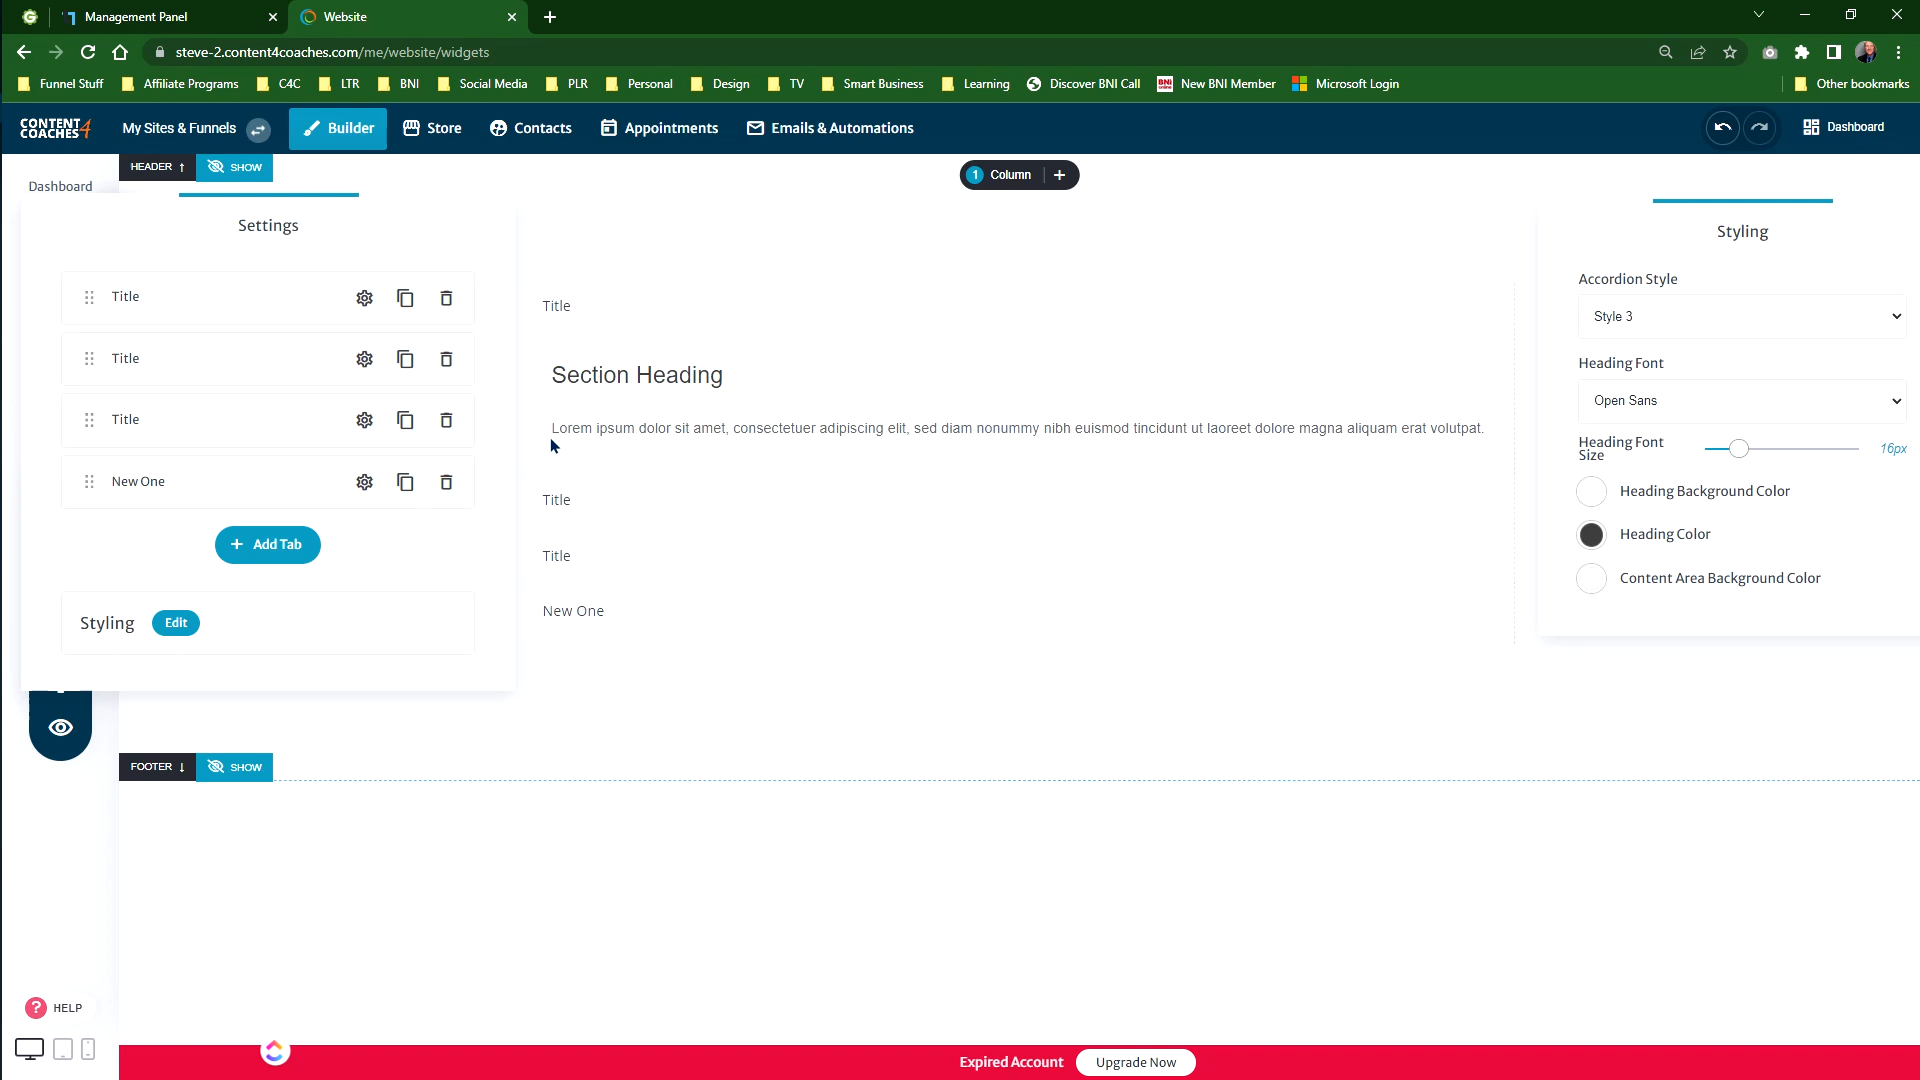 Management Panel
Website
steve-2.content4coaches.com/me/website/widgets
Funnel Stuff
Affiliate Programs
C4C
LTR
BNI
Social Media
PLR
Personal
Design
TV
Smart Business
Learning
Discover BNI Call
New BNI Member
Microsoft Login
Other bookmarks
CONTENT 4
COACHES
My Sites & Funnels
Builder
Store
Contacts
Appointments
Emails & Automations
Dashboard
HEADER ↑
SHOW
1 Column +
Dashboard
Settings
Title
Title
Title
New One
+ Add Tab
Styling
Edit
Title
Section Heading
Lorem ipsum dolor sit amet, consectetuer adipiscing elit, sed diam nonummy nibh euismod tincidunt ut laoreet dolore magna aliquam erat volutpat.
Title
Title
New One
Styling
Accordion Style
Style 3
Heading Font
Open Sans
Heading Font
Size
16px
Heading Background Color
Heading Color
Content Area Background Color
FOOTER ↓
SHOW
? HELP
Expired Account
Upgrade Now